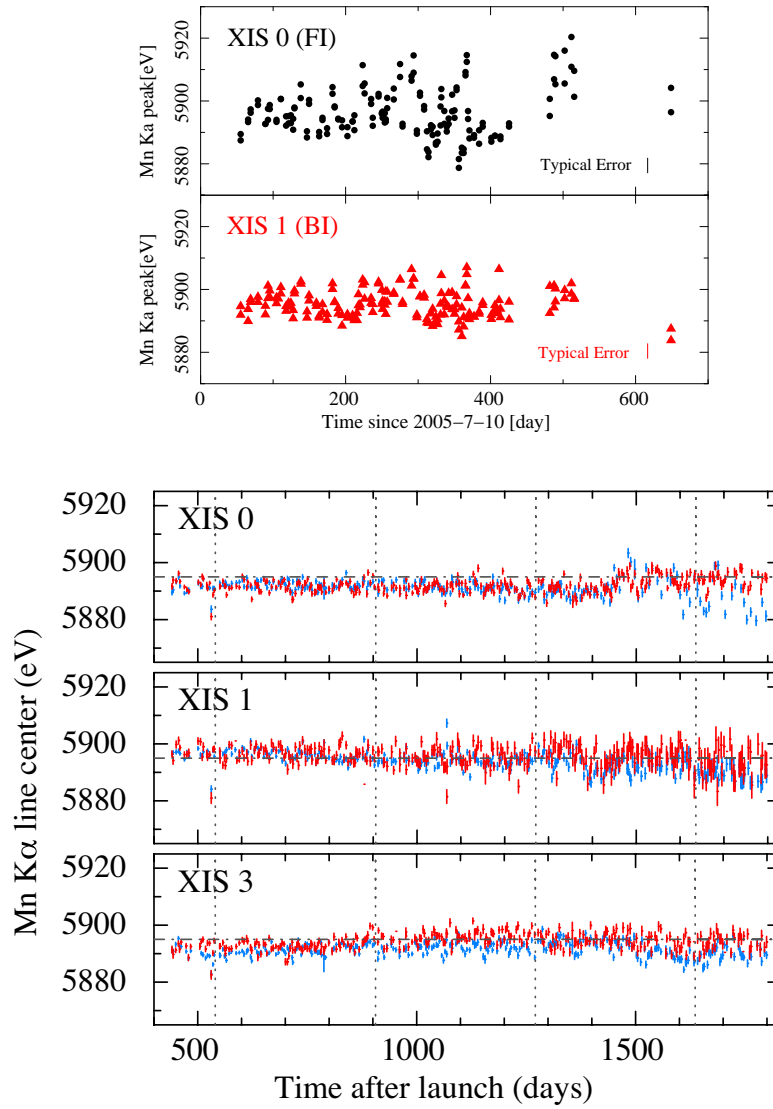 XIS 0 (FI)
Mn Ka peak[eV]
5920
5900
5880
Typical Error
XIS 1 (BI)
Mn Ka peak[eV]
5920
5900
5880
Typical Error
0 200 400 600
Time since 2005−7−10 [day]
Mn Kα line center (eV)
XIS 0
5920
5900
5880
XIS 1
5920
5900
5880
XIS 3
5920
5900
5880
500 1000 1500
Time after launch (days)